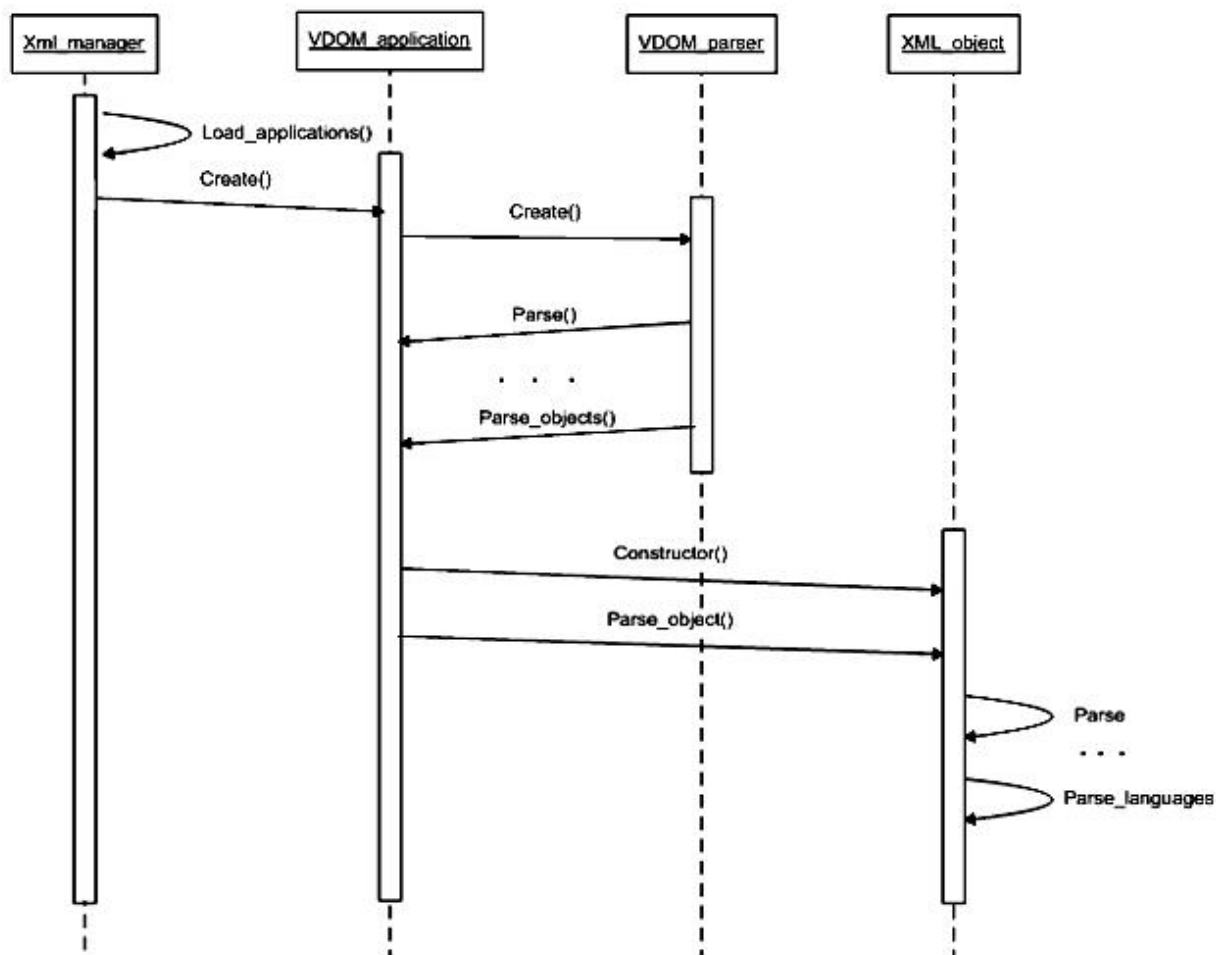 Xml_manager
VDOM_application
VDOM_parser
XML_object
Load_applications()
Create()
Create()
Parse()
. . .
Parse_objects()
Constructor()
Parse_object()
Parse
. . .
Parse_languages